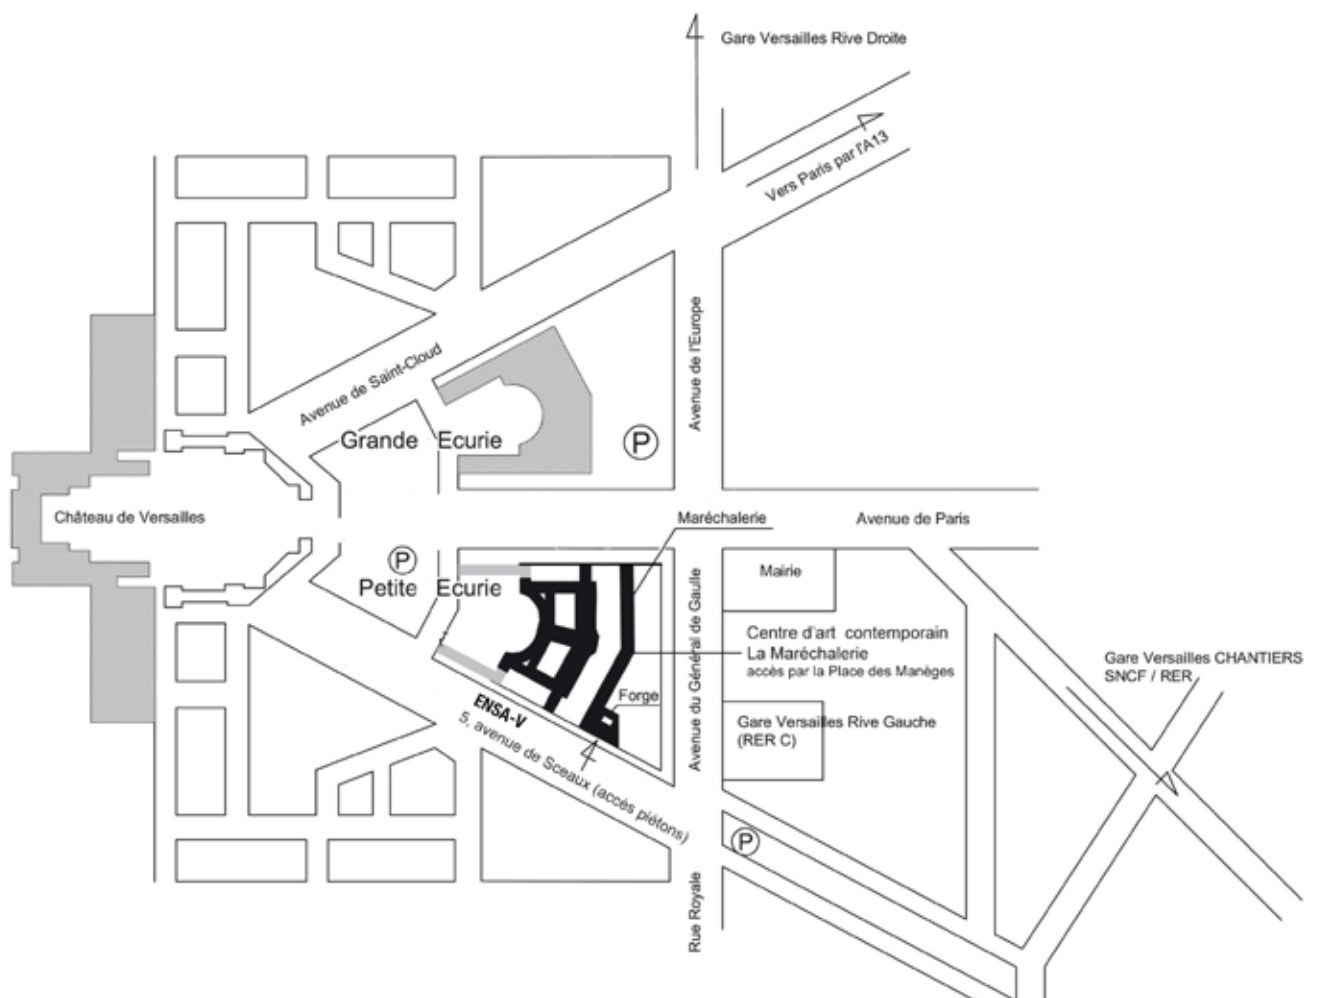 Gare Versailles Rive Droite
Vers Paris par l'A13
Avenue de l'Europe
Avenue de Saint-Cloud
Grande Ecurie
P
Château de Versailles
Maréchalerie
Avenue de Paris
P
Petite Ecurie
Mairie
Avenue du Général de Gaulle
Centre d'art contemporain
La Maréchalerie
accès par la Place des Manèges
Gare Versailles CHANTIERS
SNCF / RER
Forge
ENSA-V
5, avenue de Sceaux (accès piétons)
Gare Versailles Rive Gauche
(RER C)
P
Rue Royale